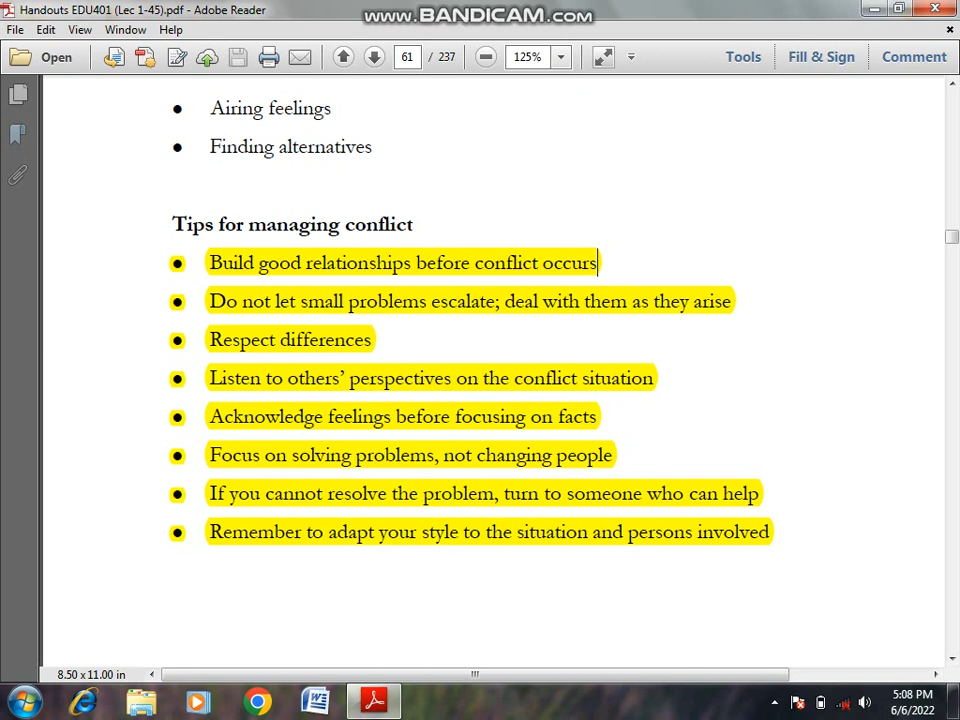 Handouts EDU401 (Lec 1-45).pdf - Adobe Reader
www.BANDICAM.com
File Edit View Window Help
Open 61 / 237 125% Tools Fill & Sign Comment
● Airing feelings
● Finding alternatives
Tips for managing conflict
● Build good relationships before conflict occurs
● Do not let small problems escalate; deal with them as they arise
● Respect differences
● Listen to others’ perspectives on the conflict situation
● Acknowledge feelings before focusing on facts
● Focus on solving problems, not changing people
● If you cannot resolve the problem, turn to someone who can help
● Remember to adapt your style to the situation and persons involved
8.50 x 11.00 in
5:08 PM
6/6/2022